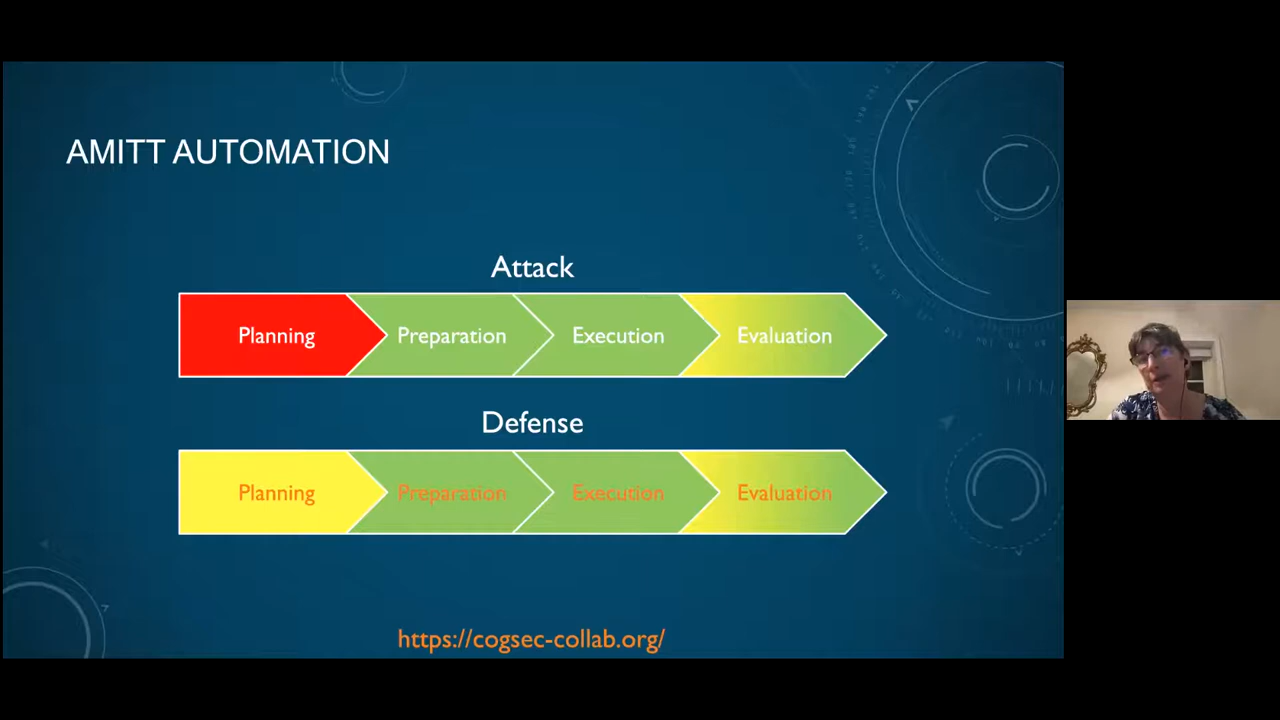 AMITT AUTOMATION
Attack
Planning Preparation Execution Evaluation
Defense
Planning Preparation Execution Evaluation
https://cogsec-collab.org/